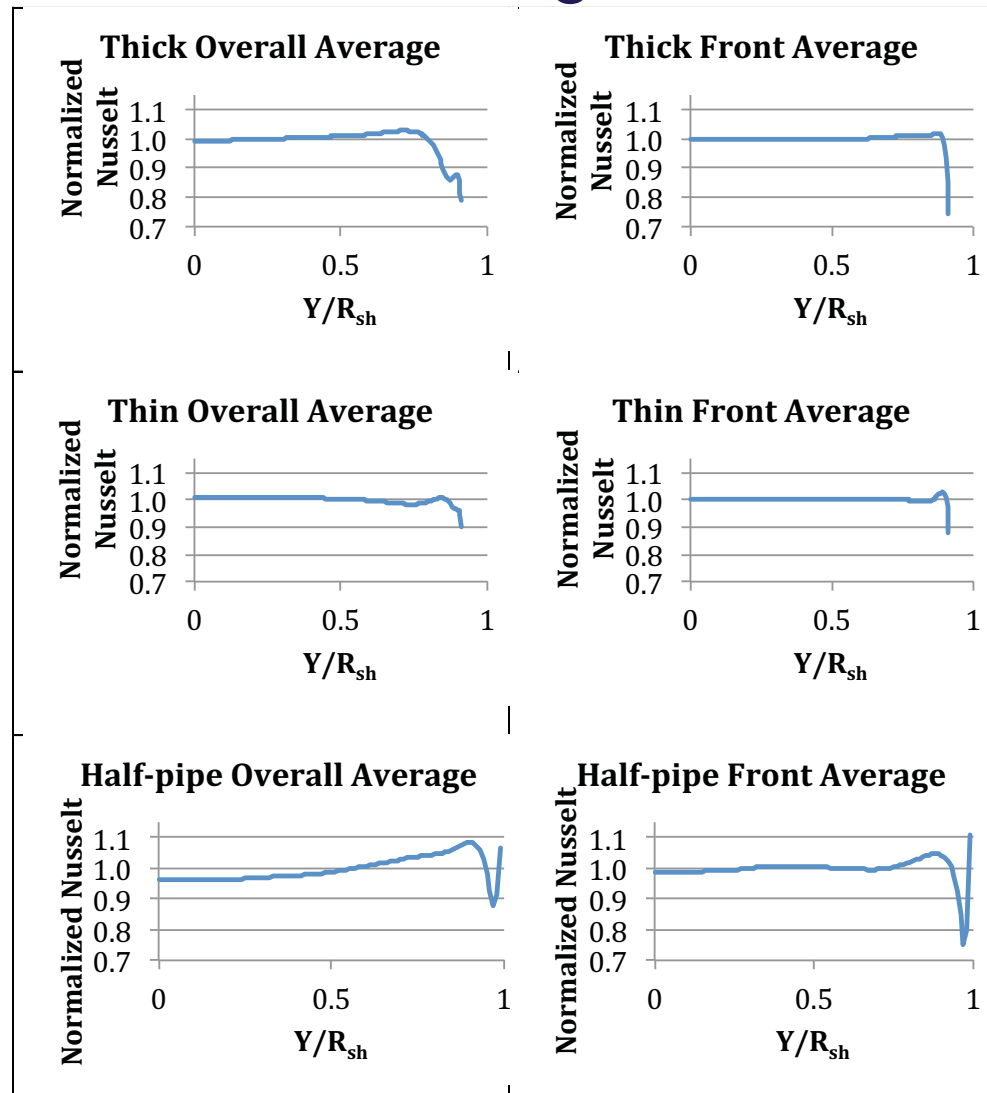 Thick Overall Average
Normalized
Nusselt
1.1
1.0
0.9
0.8
0.7
0
0.5
1
Y/Rsh
Thick Front Average
Normalized
Nusselt
1.1
1.0
0.9
0.8
0.7
0
0.5
1
Y/Rsh
Thin Overall Average
Normalized
Nusselt
1.1
1.0
0.9
0.8
0.7
0
0.5
1
Y/Rsh
Thin Front Average
Normalized
Nusselt
1.1
1.0
0.9
0.8
0.7
0
0.5
1
Y/Rsh
Half-pipe Overall Average
Normalized Nusselt
1.1
1.0
0.9
0.8
0.7
0
0.5
1
Y/Rsh
Half-pipe Front Average
Normalized Nusselt
1.1
1.0
0.9
0.8
0.7
0
0.5
1
Y/Rsh